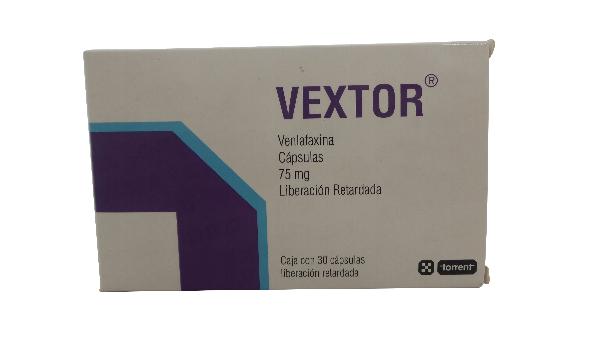 VEXTOR®
Venlafaxina
Cápsulas
75 mg
Liberación Retardada
Caja con 30 cápsulas
liberación retardada
torrent